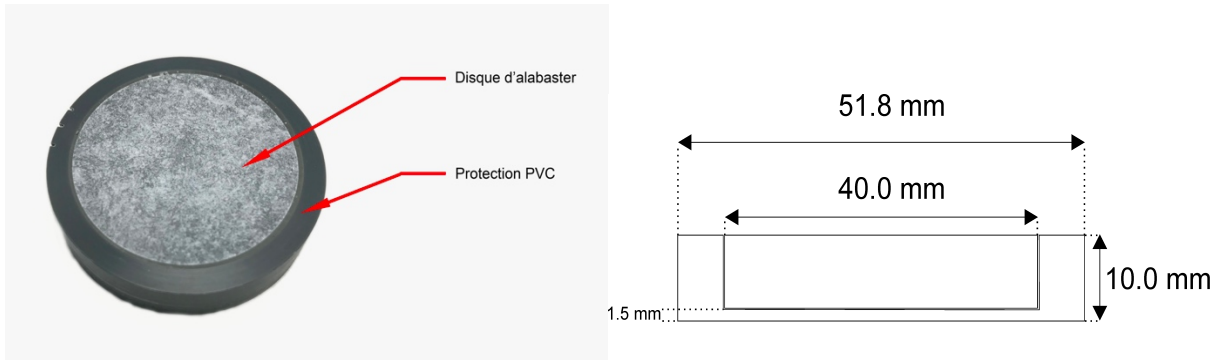 Disque d'alabaster
Protection PVC
51.8 mm
40.0 mm
10.0 mm
1.5 mm